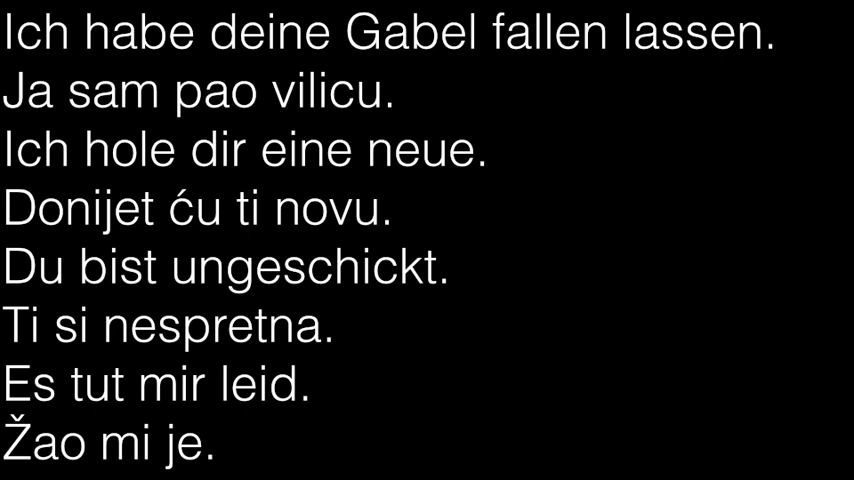 Ich habe deine Gabel fallen lassen.
Ja sam pao vilicu.
Ich hole dir eine neue.
Donijet ću ti novu.
Du bist ungeschickt.
Ti si nespretna.
Es tut mir leid.
Žao mi je.